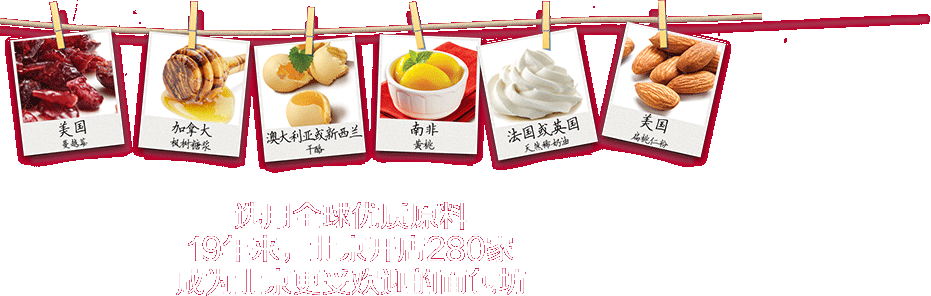 美国
蔓越莓
加拿大
枫树糖浆
澳大利亚或新西兰
干酪
南非
黄桃
法国或英国
天然稀奶油
美国
扁桃仁粉
选用全球优质原料
19年来，北京开店280家
成为北京更受欢迎的面包坊